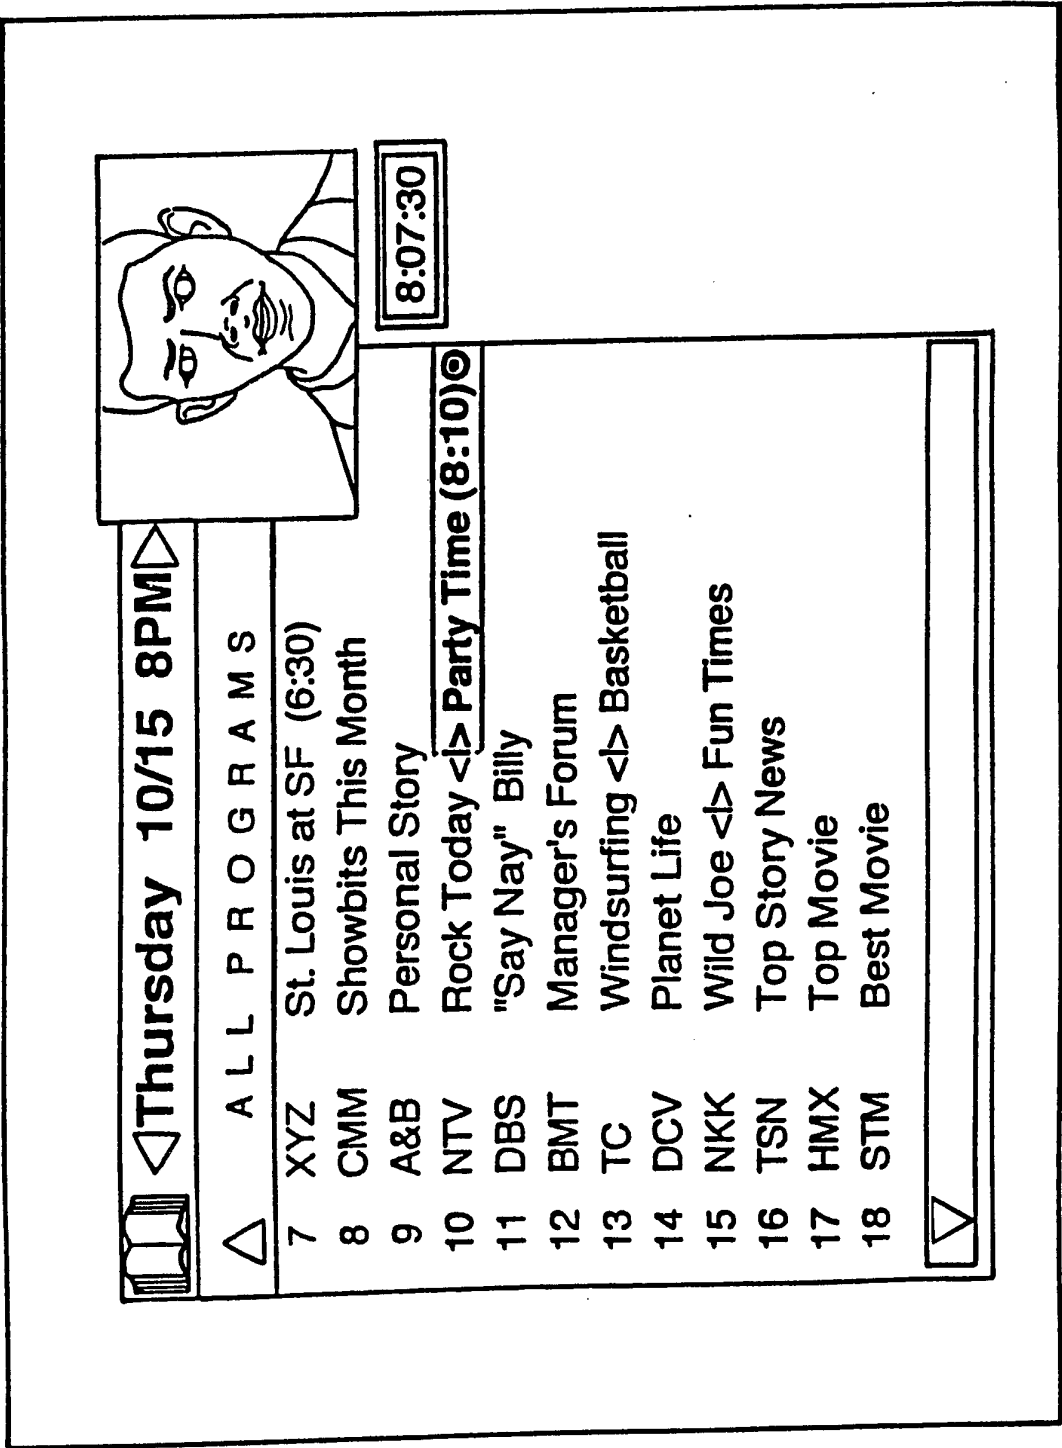 Thursday 10/15 8PM
ALL PROGRAMS
8:07:30
7 XYZ St. Louis at SF (6:30)
8 CMM Showbits This Month
9 A&B Personal Story
10 NTV Rock Today <|> Party Time (8:10)
11 DBS "Say Nay" Billy
12 BMT Manager's Forum
13 TC Windsurfing <|> Basketball
14 DCV Planet Life
15 NKK Wild Joe <|> Fun Times
16 TSN Top Story News
17 HMX Top Movie
18 STM Best Movie